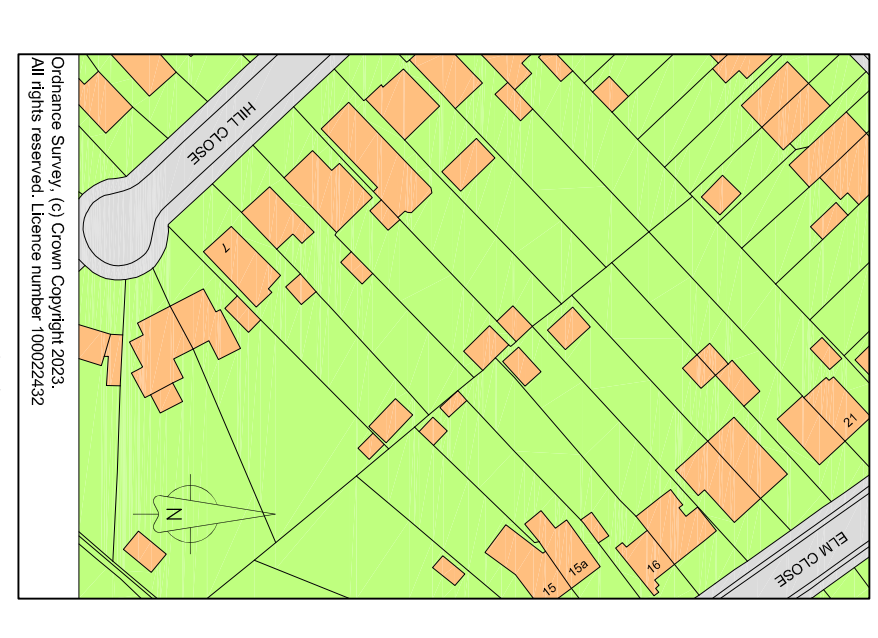 Ordnance Survey, (c) Crown Copyright 2023.
All rights reserved. Licence number 100022432
HILL CLOSE
7
N
21
16
15a
15
ELM CLOSE